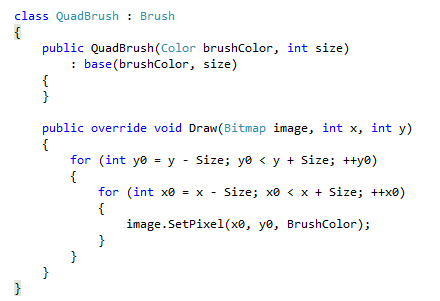 class QuadBrush : Brush
{
    public QuadBrush(Color brushColor, int size)
        : base(brushColor, size)
    {
    }

    public override void Draw(Bitmap image, int x, int y)
    {
        for (int y0 = y - Size; y0 < y + Size; ++y0)
        {
            for (int x0 = x - Size; x0 < x + Size; ++x0)
            {
                image.SetPixel(x0, y0, BrushColor);
            }
        }
    }
}